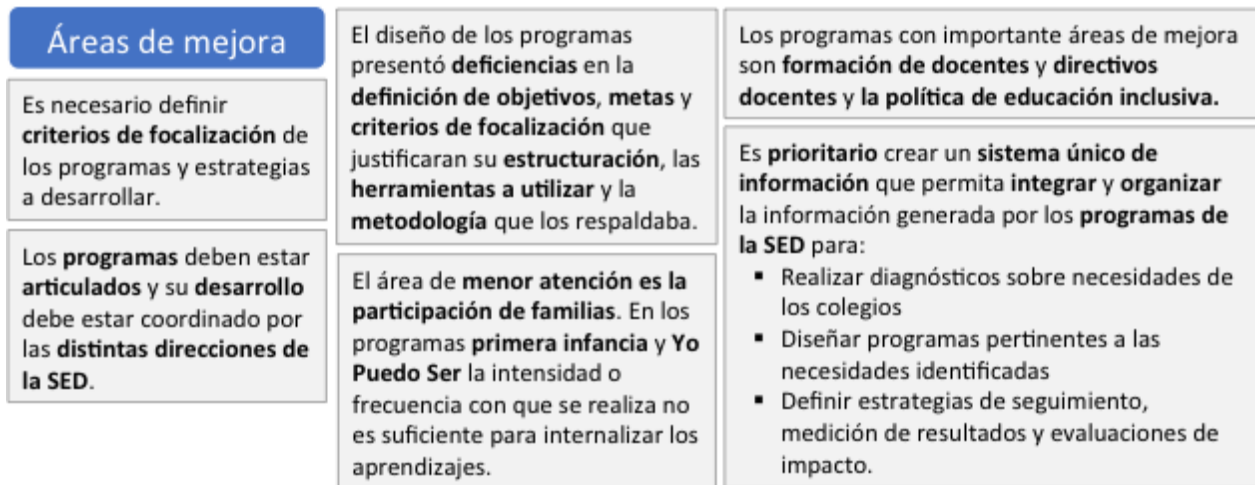 Áreas de mejora
Es necesario definir
criterios de focalización de
los programas y estrategias
a desarrollar.
Los programas deben estar
articulados y su desarrollo
debe estar coordinado por
las distintas direcciones de
la SED.
El diseño de los programas
presentó deficiencias en la
definición de objetivos, metas y
criterios de focalización que
justificaran su estructuración, las
herramientas a utilizar y la
metodología que los respaldaba.
El área de menor atención es la
participación de familias. En los
programas primera infancia y Yo
Puedo Ser la intensidad o
frecuencia con que se realiza no
es suficiente para internalizar los
aprendizajes.
Los programas con importante áreas de mejora
son formación de docentes y directivos
docentes y la política de educación inclusiva.
Es prioritario crear un sistema único de
información que permita integrar y organizar
la información generada por los programas de
la SED para:
▪ Realizar diagnósticos sobre necesidades de
los colegios
▪ Diseñar programas pertinentes a las
necesidades identificadas
▪ Definir estrategias de seguimiento,
medición de resultados y evaluaciones de
impacto.